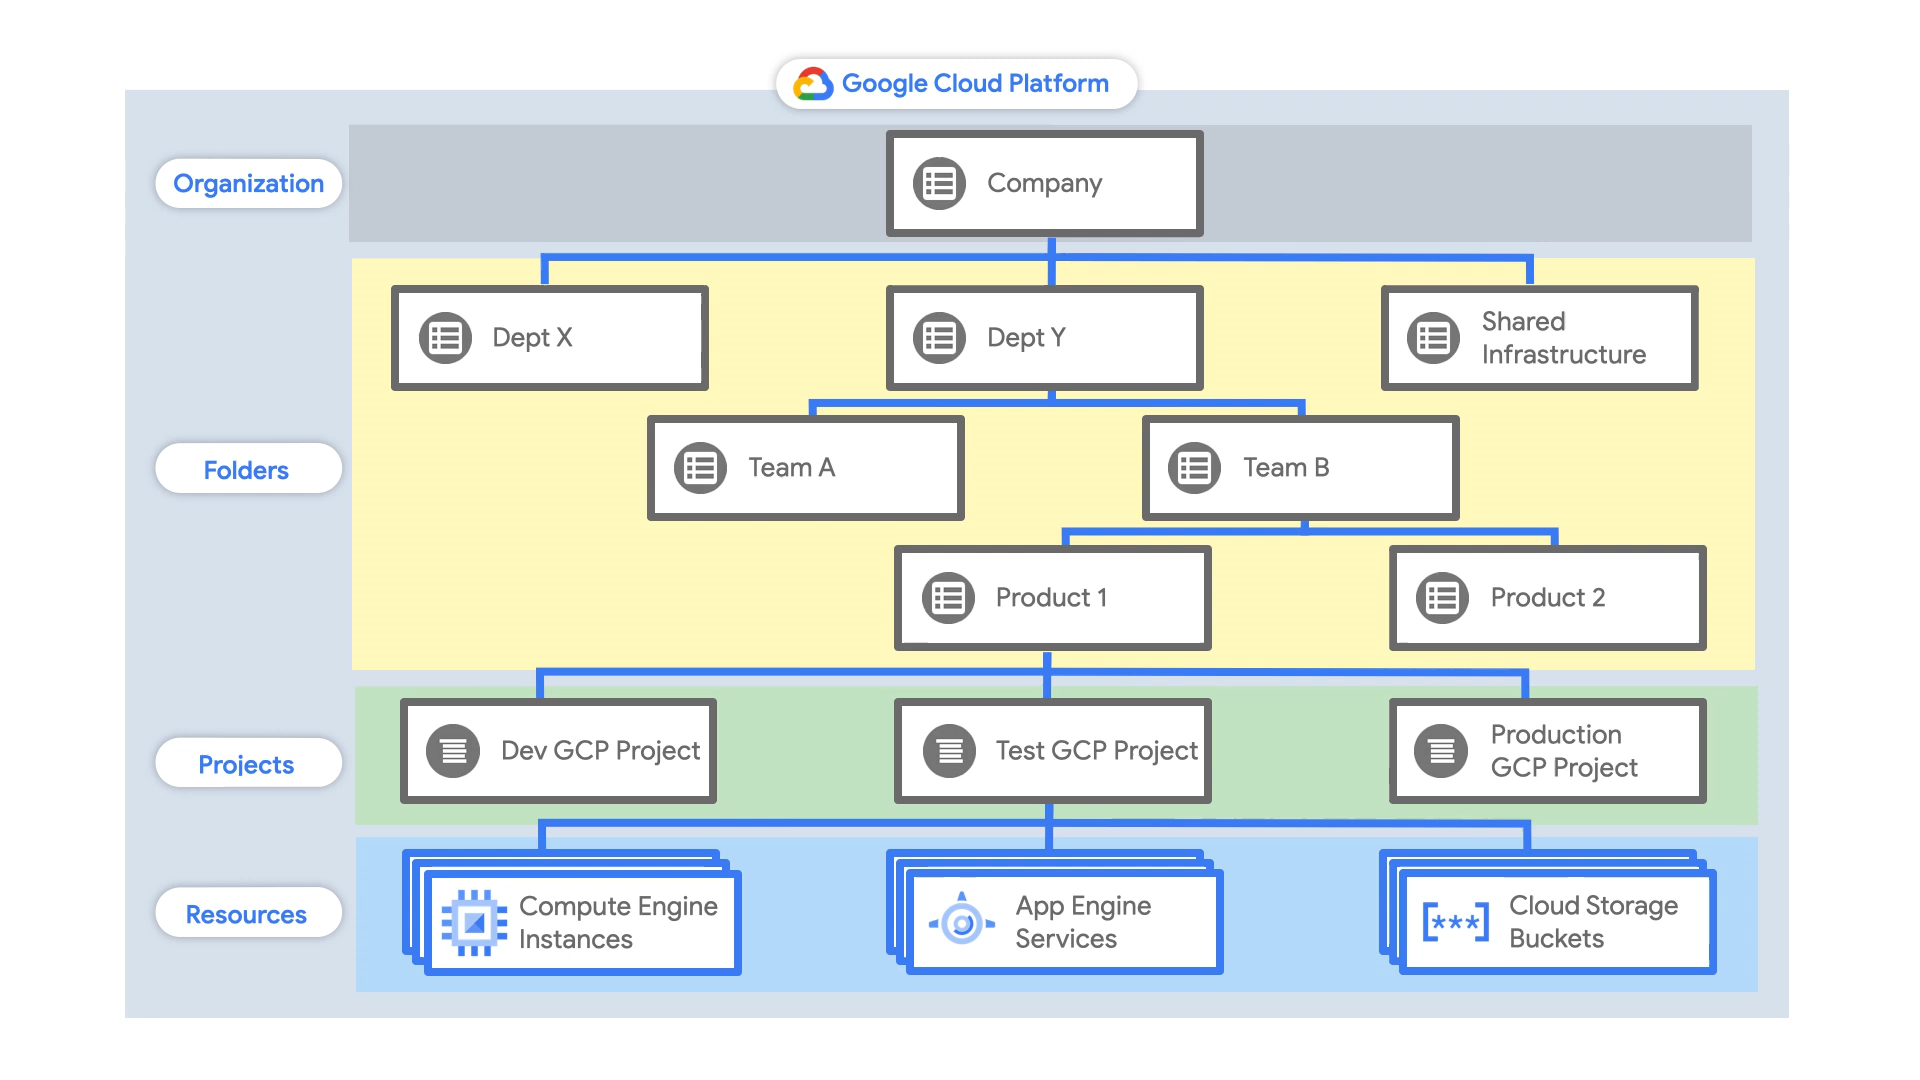 Google Cloud Platform
Organization
Company
Dept X
Dept Y
Shared
Infrastructure
Folders
Team A
Team B
Product 1
Product 2
Projects
Dev GCP Project
Test GCP Project
Production
GCP Project
Resources
Compute Engine
Instances
App Engine
Services
[***]
Cloud Storage
Buckets